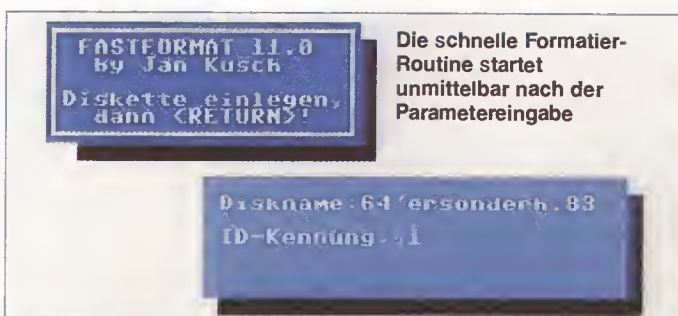 FASTFORMAT 11.0
by Jan Kusch
Diskette einlegen,
dann <RETURN>!
Die schnelle Formatier-
Routine startet
unmittelbar nach der
Parametereingabe
Diskname:64'ersonderh.83
ID-Kennung